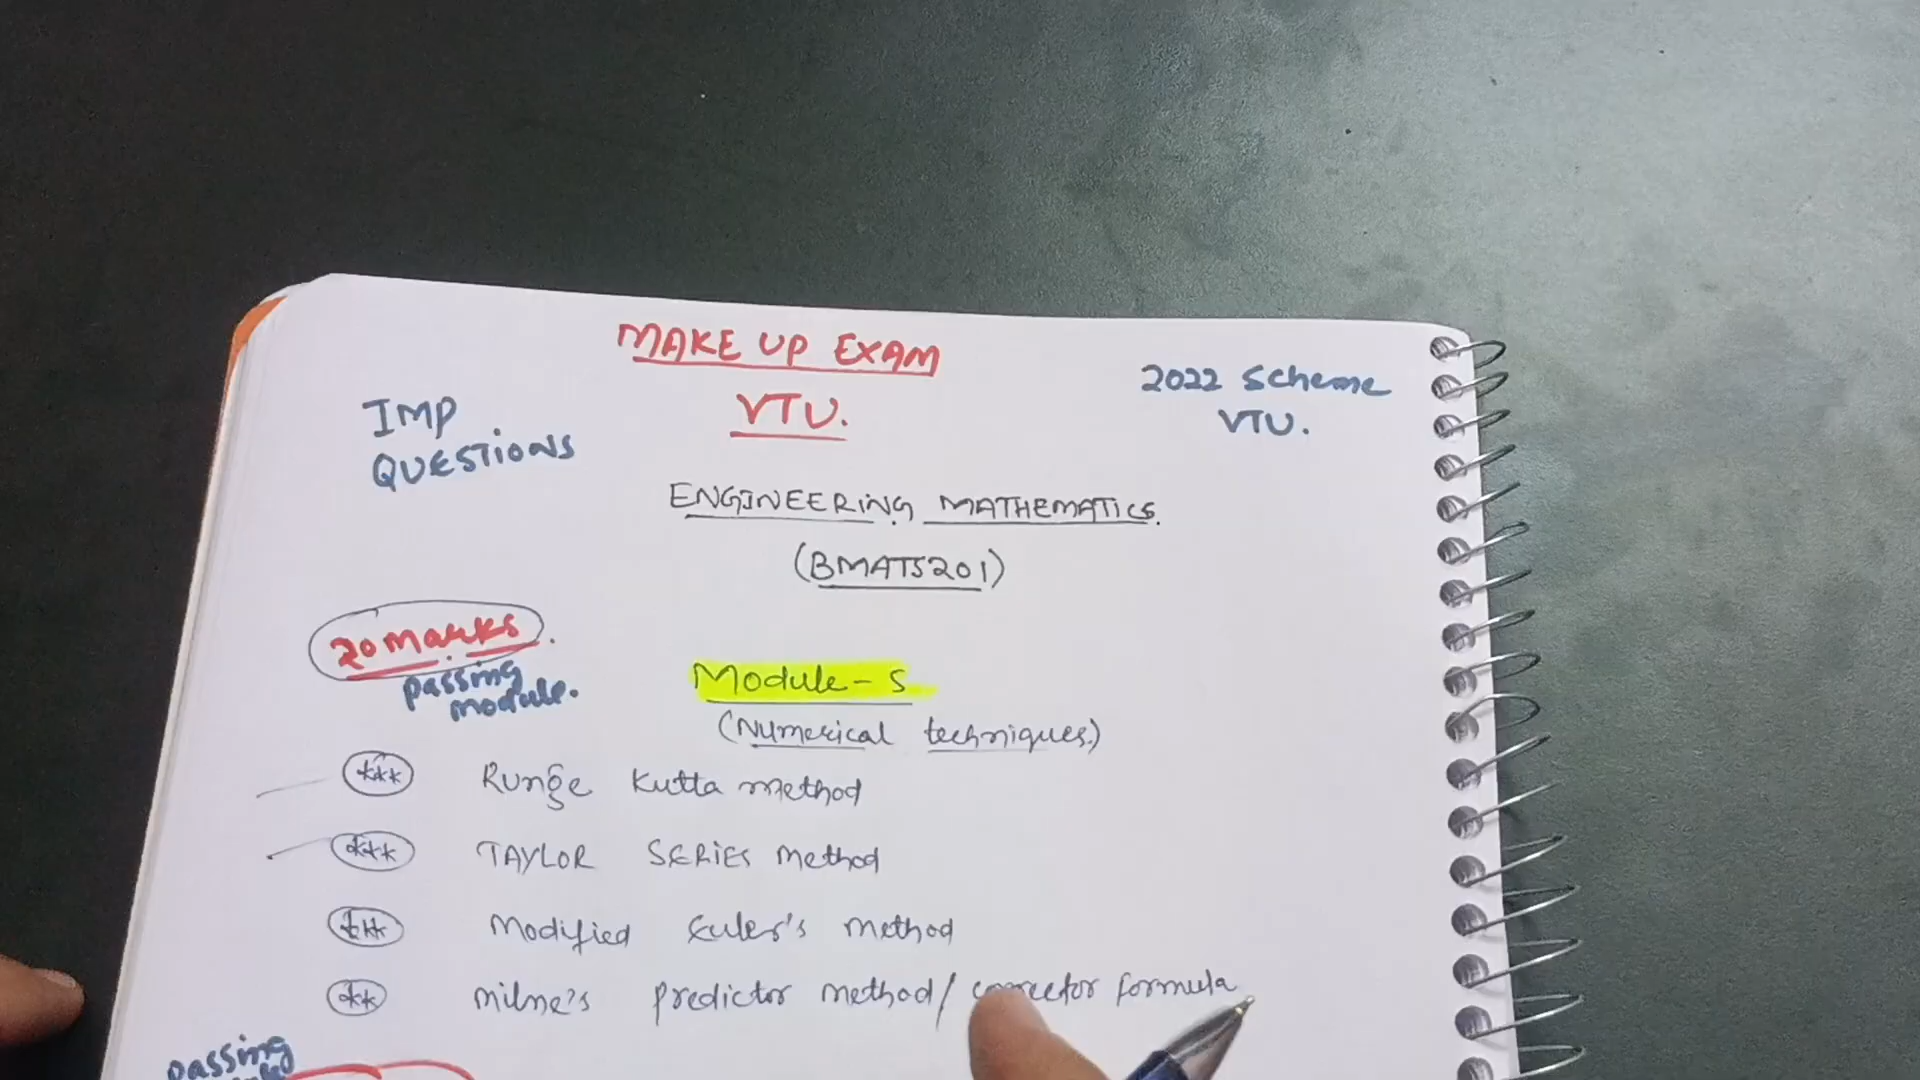 MAKE UP EXAM
VTU.
2022 Scheme
VTU.
IMP
QUESTIONS
ENGINEERING MATHEMATICS.
(BMATS201)
20 marks.
passing
module.
Module-5
(Numerical techniques)
*** Runge Kutta method
*** TAYLOR SERIES method
*** Modified Euler's method
** milne's predictor method/ corrector formula
passing